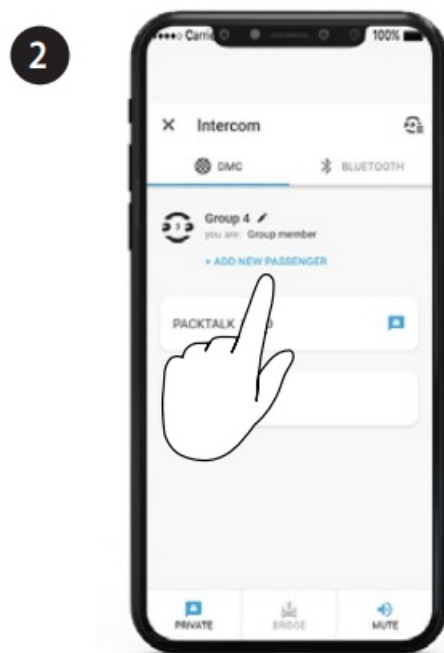 2
100%
Intercom
DMC BLUETOOTH
Group 4
you are: Group member
+ ADD NEW PASSENGER
PACKTALK
PRIVATE BRIDGE MUTE